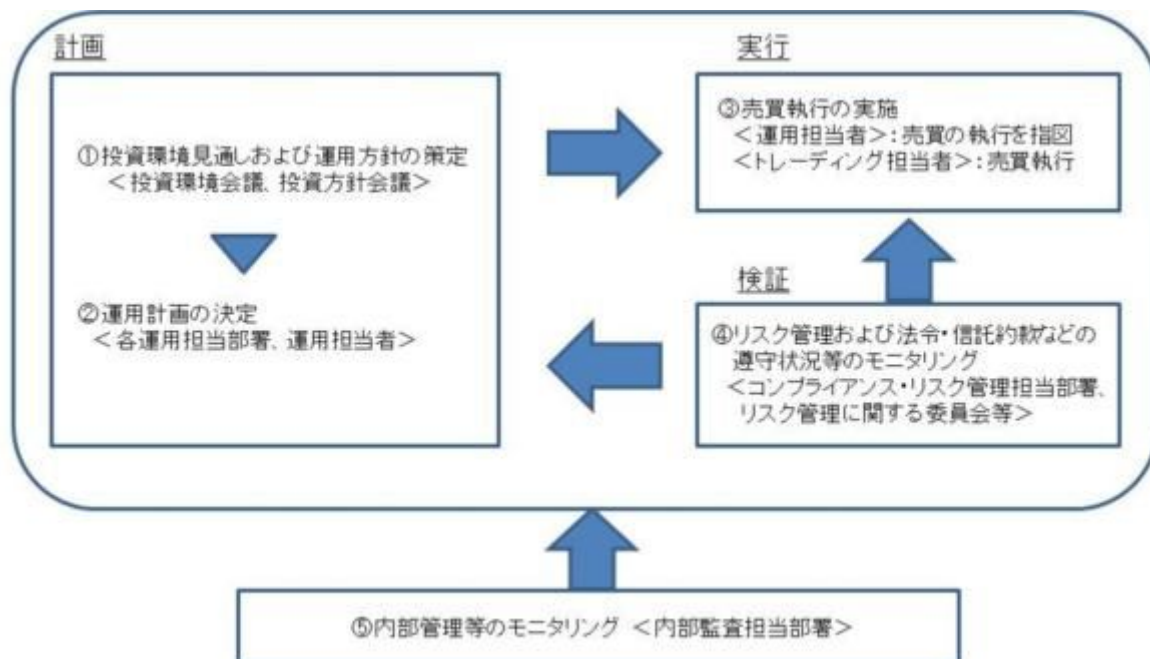 計画
①投資環境見通しおよび運用方針の策定
＜投資環境会議、投資方針会議＞
②運用計画の決定
＜各運用担当部署、運用担当者＞
実行
③売買執行の実施
＜運用担当者＞：売買の執行を指図
＜トレーディング担当者＞：売買執行
検証
④リスク管理および法令・信託約款などの
遵守状況等のモニタリング
＜コンプライアンス・リスク管理担当部署、
リスク管理に関する委員会等＞
⑤内部管理等のモニタリング ＜内部監査担当部署＞